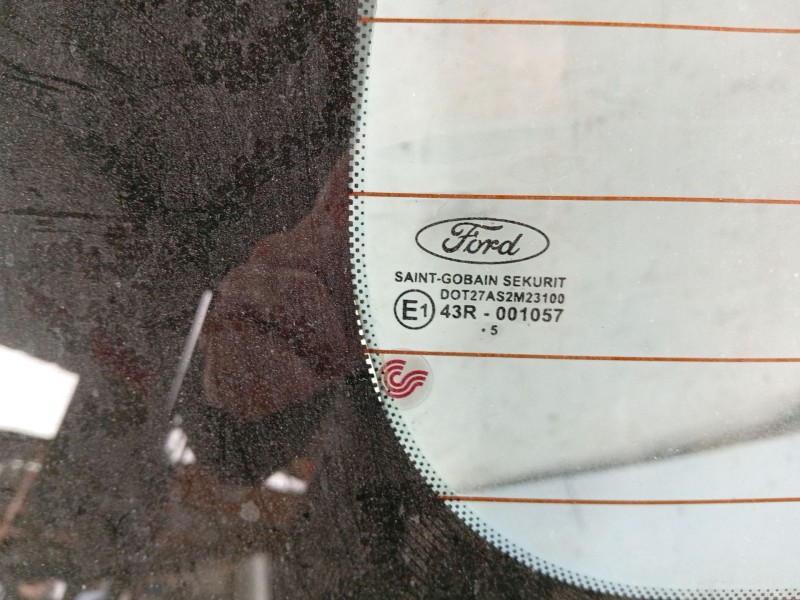 Ford
SAINT-GOBAIN SEKURIT
DOT27AS2M23100
E1 43R - 001057
· 5